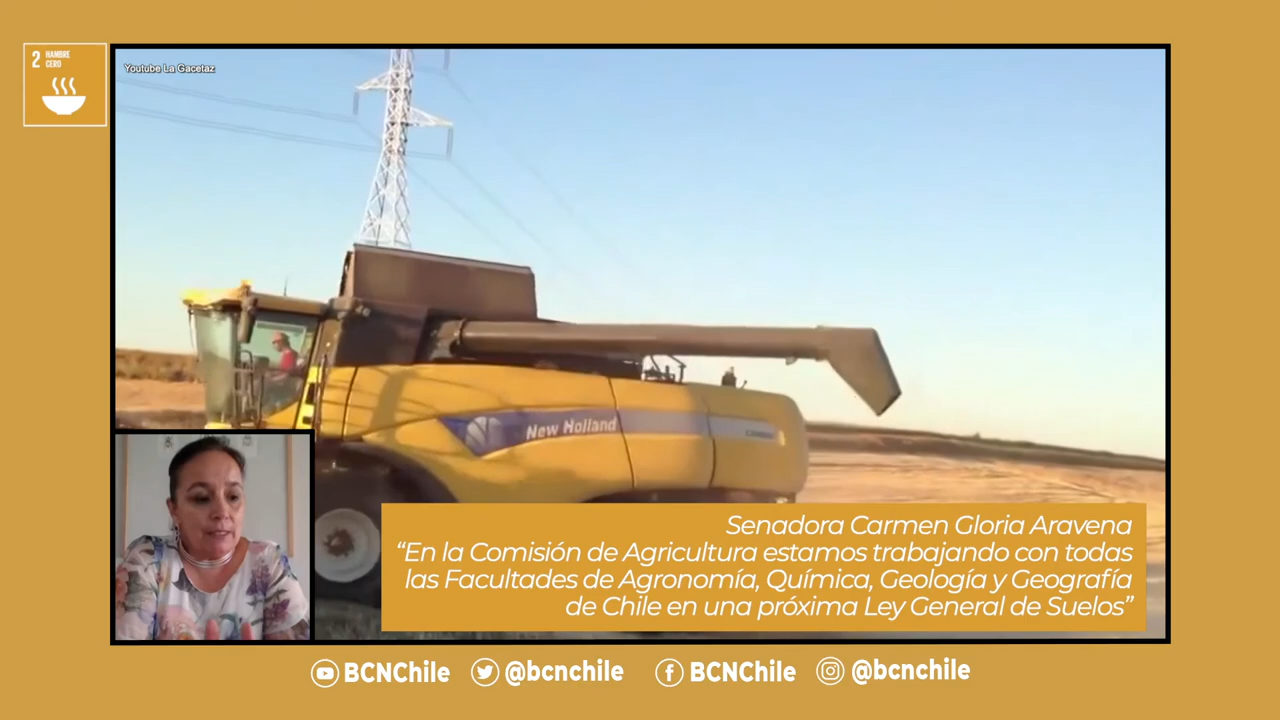 2 HAMBRE
CERO
Youtube La Gacetaz
New Holland
Senadora Carmen Gloria Aravena
“En la Comisión de Agricultura estamos trabajando con todas
las Facultades de Agronomía, Química, Geología y Geografía
de Chile en una próxima Ley General de Suelos”
BCNChile @bcnchile BCNChile @bcnchile